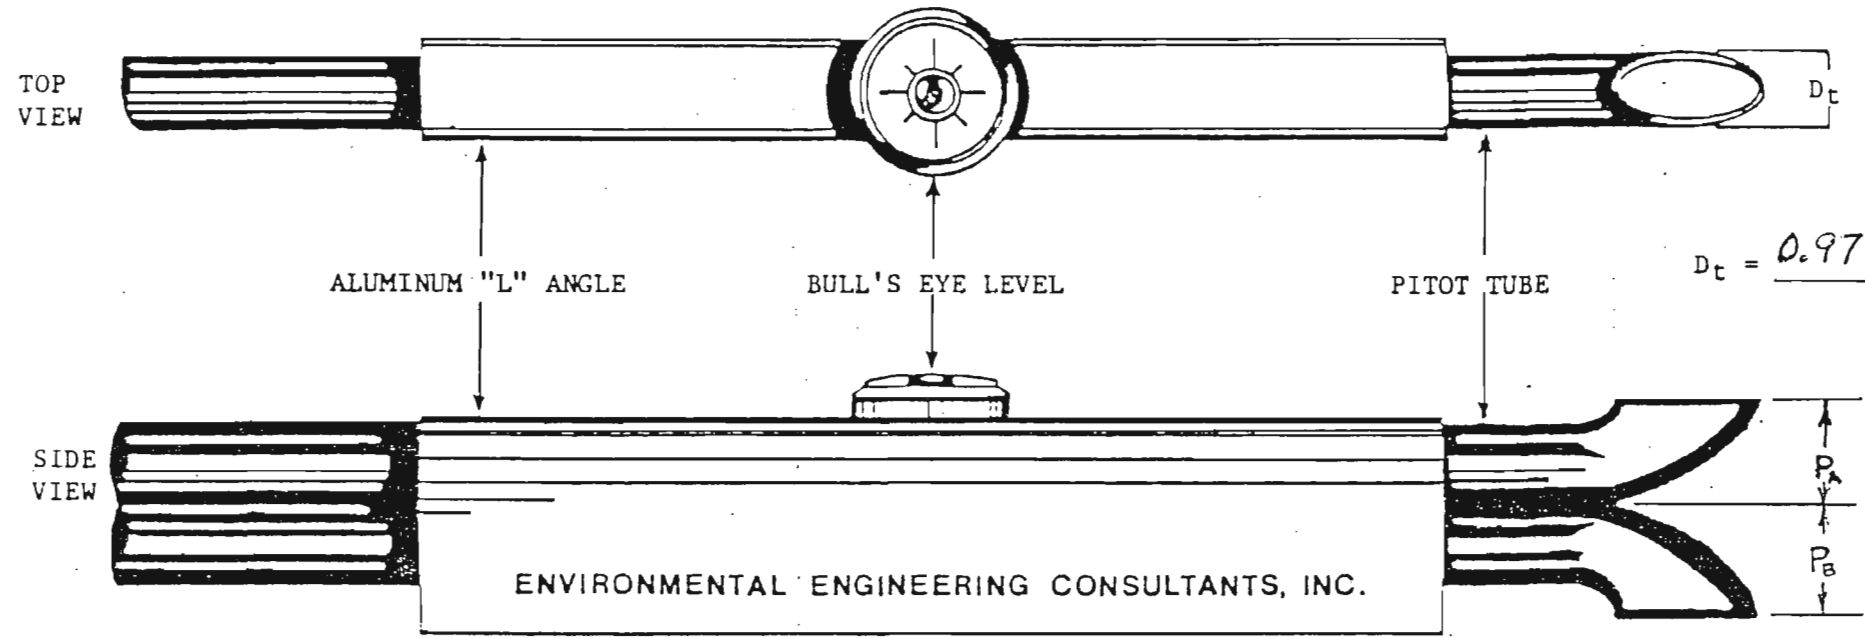 TOP
VIEW
Dt
ALUMINUM "L" ANGLE
BULL'S EYE LEVEL
PITOT TUBE
Dt = 0.97
SIDE
VIEW
PA
PB
ENVIRONMENTAL ENGINEERING CONSULTANTS, INC.